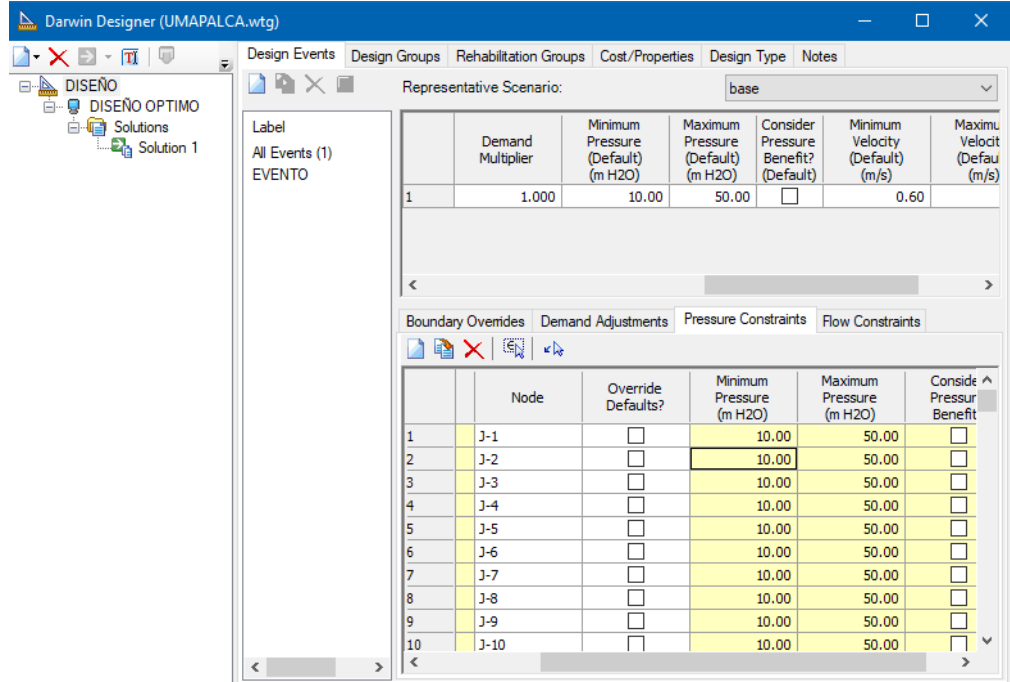 Darwin Designer (UMAPALCA.wtg)
Design Events Design Groups Rehabilitation Groups Cost/Properties Design Type Notes
DISEÑO
DISEÑO OPTIMO
Solutions
Solution 1
Representative Scenario: base
Label
All Events (1)
EVENTO
Demand Multiplier
Minimum Pressure (Default) (m H2O)
Maximum Pressure (Default) (m H2O)
Consider Pressure Benefit? (Default)
Minimum Velocity (Default) (m/s)
Maximu Velocit (Defau (m/s)
1 1.000 10.00 50.00 0.60
Boundary Overrides Demand Adjustments Pressure Constraints Flow Constraints
Node
Override Defaults?
Minimum Pressure (m H2O)
Maximum Pressure (m H2O)
Conside Pressur Benefit
1 J-1 10.00 50.00
2 J-2 10.00 50.00
3 J-3 10.00 50.00
4 J-4 10.00 50.00
5 J-5 10.00 50.00
6 J-6 10.00 50.00
7 J-7 10.00 50.00
8 J-8 10.00 50.00
9 J-9 10.00 50.00
10 J-10 10.00 50.00